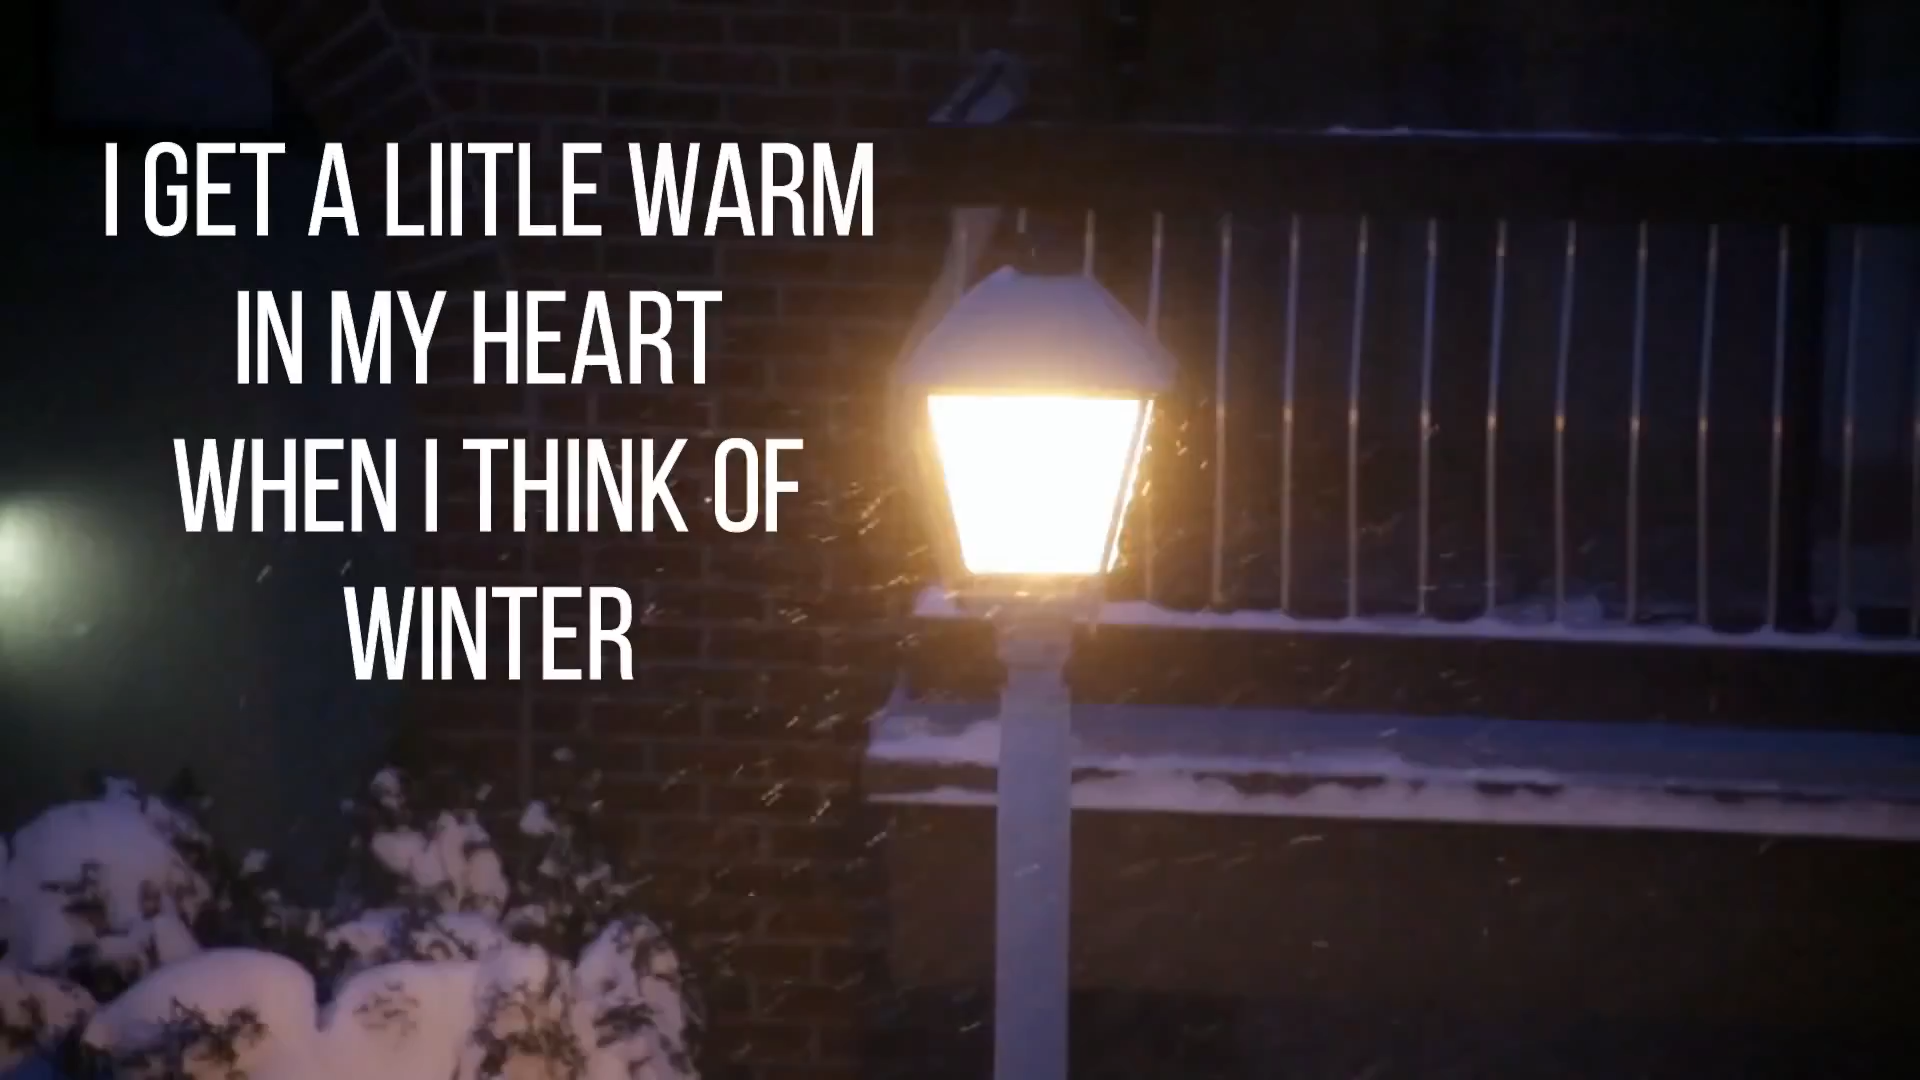 I GET A LIITLE WARM
IN MY HEART
WHEN I THINK OF
WINTER